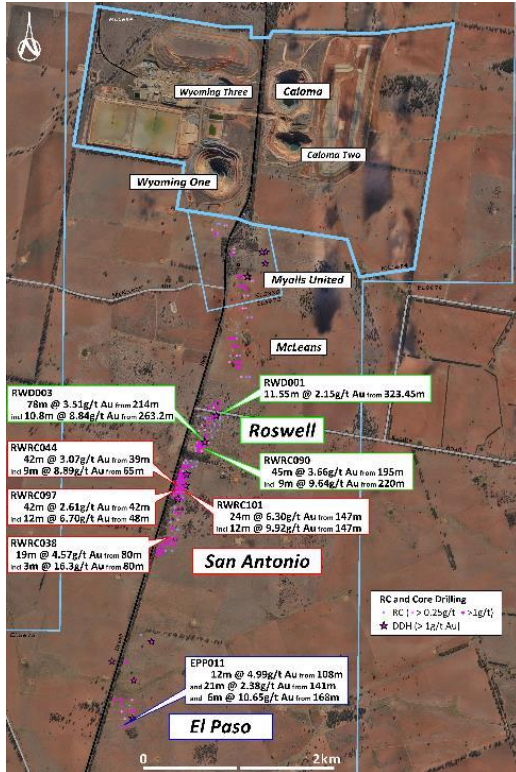 Wyoming Three
Caloma
Caloma Two
Wyoming One
Myalls United
McLeans
RWD003
78m @ 3.51g/t Au from 214m
incl 10.8m @ 8.84g/t Au from 263.2m
RWD001
11.55m @ 2.15g/t Au from 323.45m
Roswell
RWRC044
42m @ 3.07g/t Au from 39m
incl 9m @ 8.89g/t Au from 65m
RWRC090
45m @ 3.66g/t Au from 195m
incl 9m @ 9.64g/t Au from 220m
RWRC097
42m @ 2.61g/t Au from 42m
incl 12m @ 6.70g/t Au from 48m
RWRC101
24m @ 6.30g/t Au from 147m
incl 12m @ 9.92g/t Au from 147m
RWRC038
19m @ 4.57g/t Au from 80m
incl 3m @ 16.3g/t Au from 80m
San Antonio
RC and Core Drilling
RC ( > 0.25g/t >1g/t)
DDH (> 1g/t Au)
EPP011
12m @ 4.99g/t Au from 108m
and 21m @ 2.38g/t Au from 141m
and 6m @ 10.65g/t Au from 168m
El Paso
0 2km